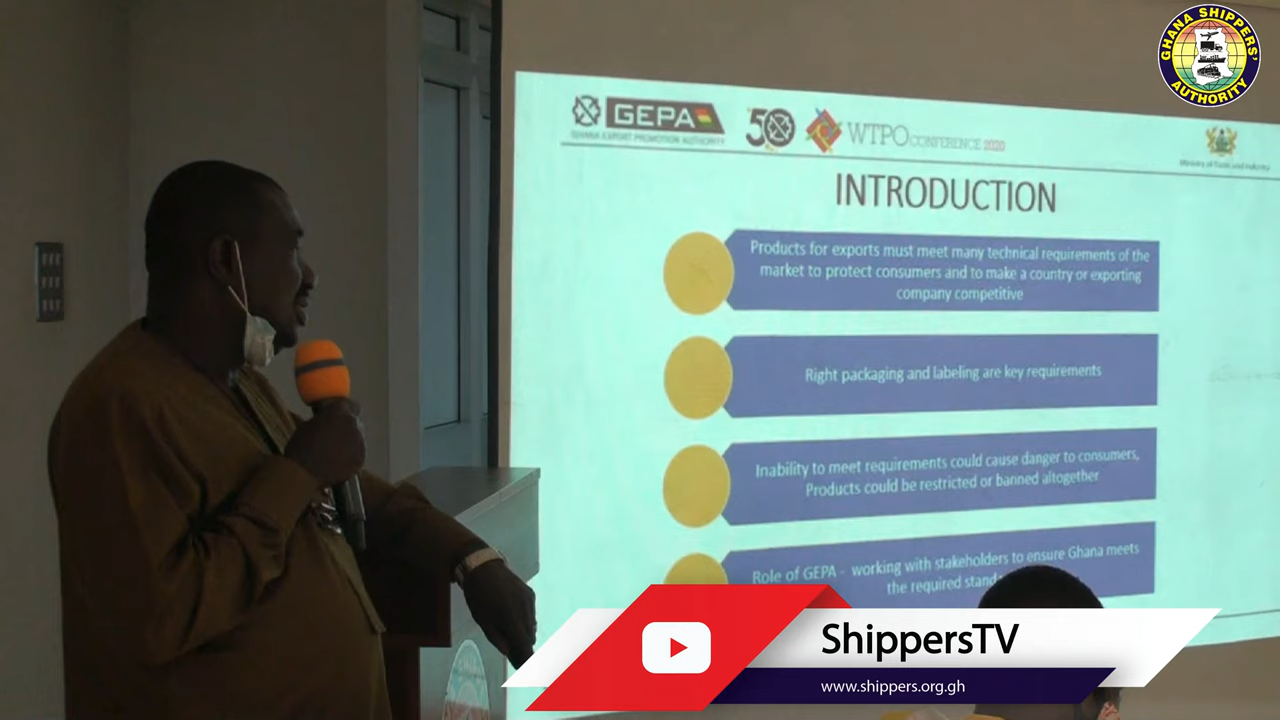 GHANA SHIPPERS'
AUTHORITY
GEPA
GHANA EXPORT PROMOTION AUTHORITY
50
WTPO CONFERENCE 2020
Ministry of Trade and Industry
INTRODUCTION
Products for exports must meet many technical requirements of the
market to protect consumers and to make a country or exporting
company competitive
Right packaging and labeling are key requirements
Inability to meet requirements could cause danger to consumers,
Products could be restricted or banned altogether
Role of GEPA - working with stakeholders to ensure Ghana meets
the required
ShippersTV
www.shippers.org.gh